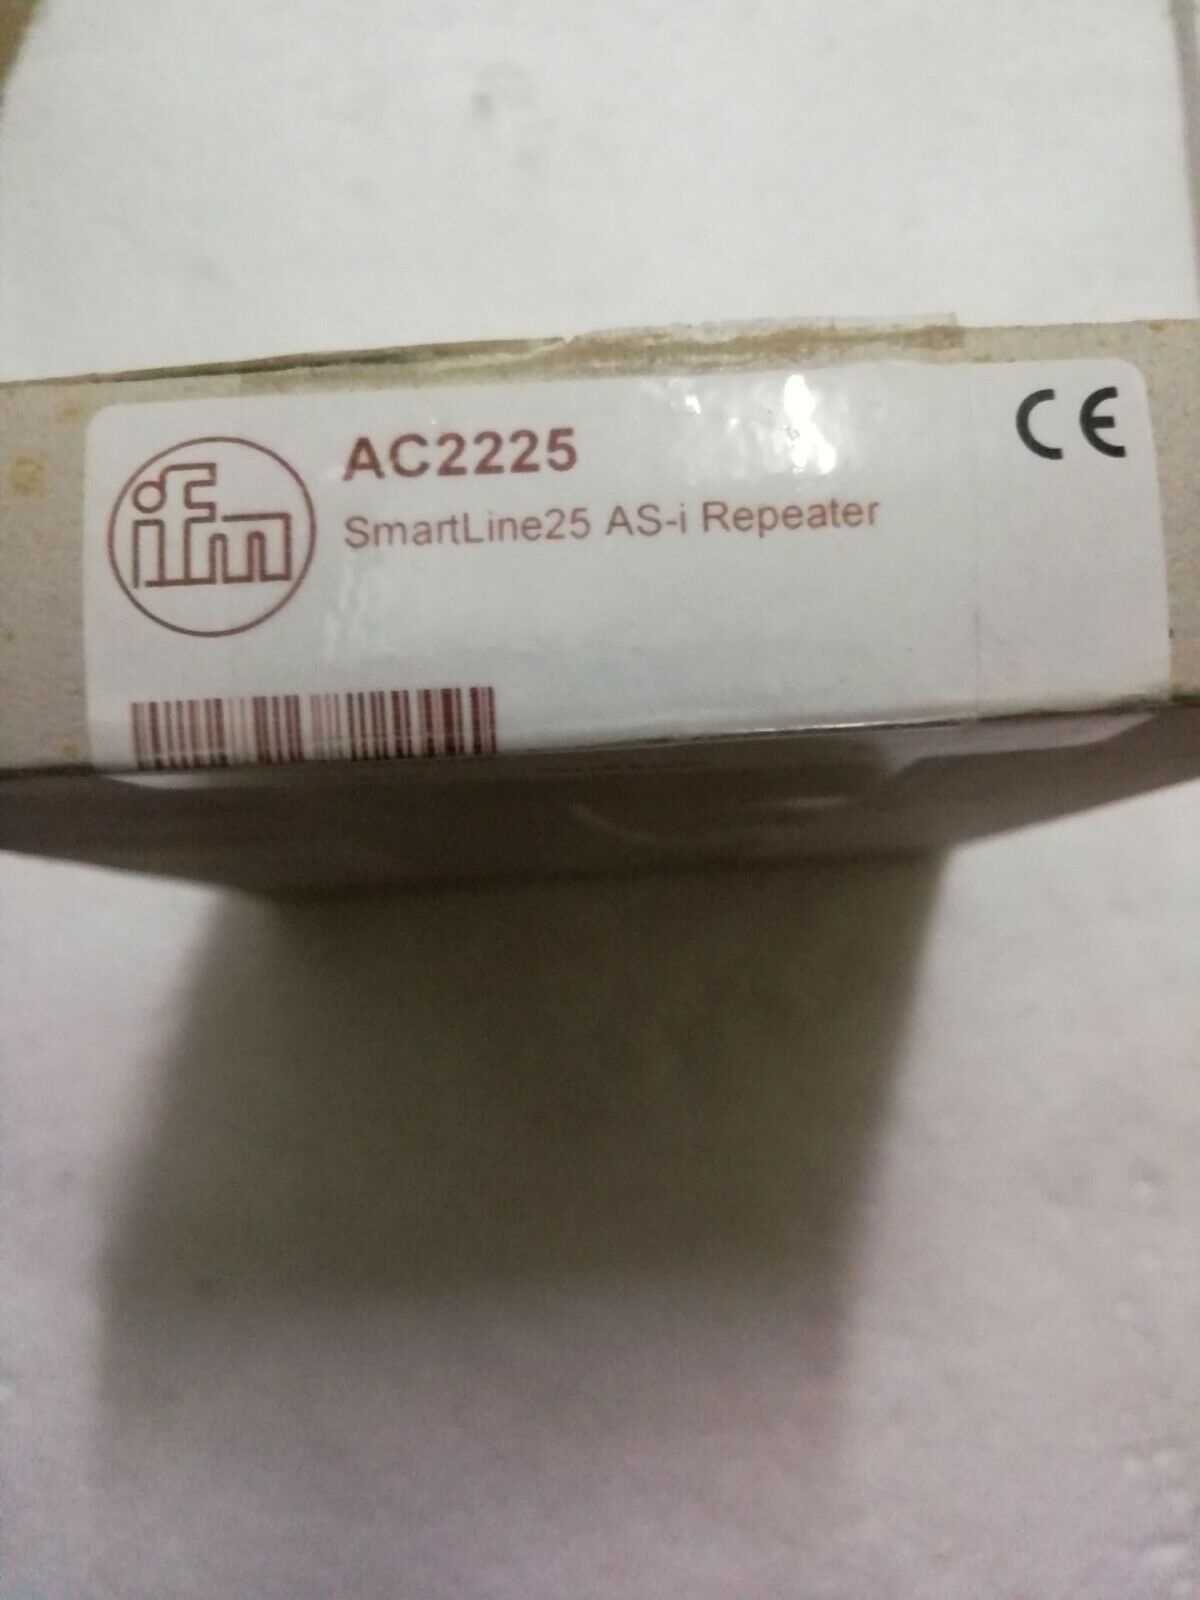 ifm
AC2225
SmartLine25 AS-i Repeater
CE